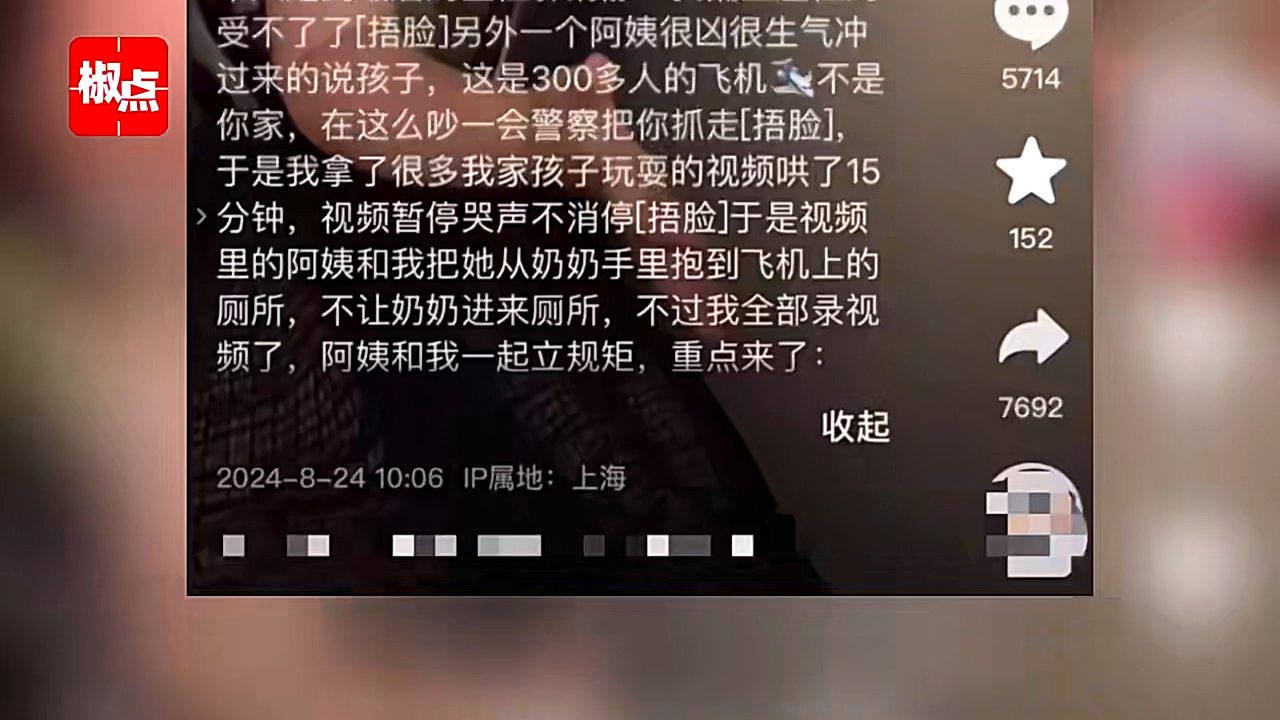 椒点
受不了了[捂脸]另外一个阿姨很凶很生气冲
过来的说孩子，这是300多人的飞机不是
你家，在这么吵一会警察把你抓走[捂脸]，
于是我拿了很多我家孩子玩耍的视频哄了15
分钟，视频暂停哭声不消停[捂脸]于是视频
里的阿姨和我把她从奶奶手里抱到飞机上的
厕所，不让奶奶进来厕所，不过我全部录视
频了，阿姨和我一起立规矩，重点来了：
收起
2024-8-24 10:06 IP属地：上海
5714
152
7692